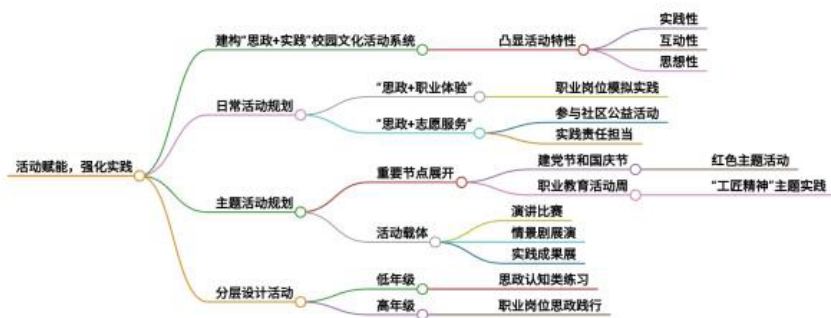 活动赋能，强化实践
建构“思政+实践”校园文化活动系统
凸显活动特性
实践性
互动性
思想性
日常活动规划
“思政+职业体验”
职业岗位模拟实践
“思政+志愿服务”
参与社区公益活动
实践责任担当
主题活动规划
重要节点展开
建党节和国庆节
红色主题活动
职业教育活动周
“工匠精神”主题实践
活动载体
演讲比赛
情景剧展演
实践成果展
分层设计活动
低年级
思政认知类练习
高年级
职业岗位思政践行